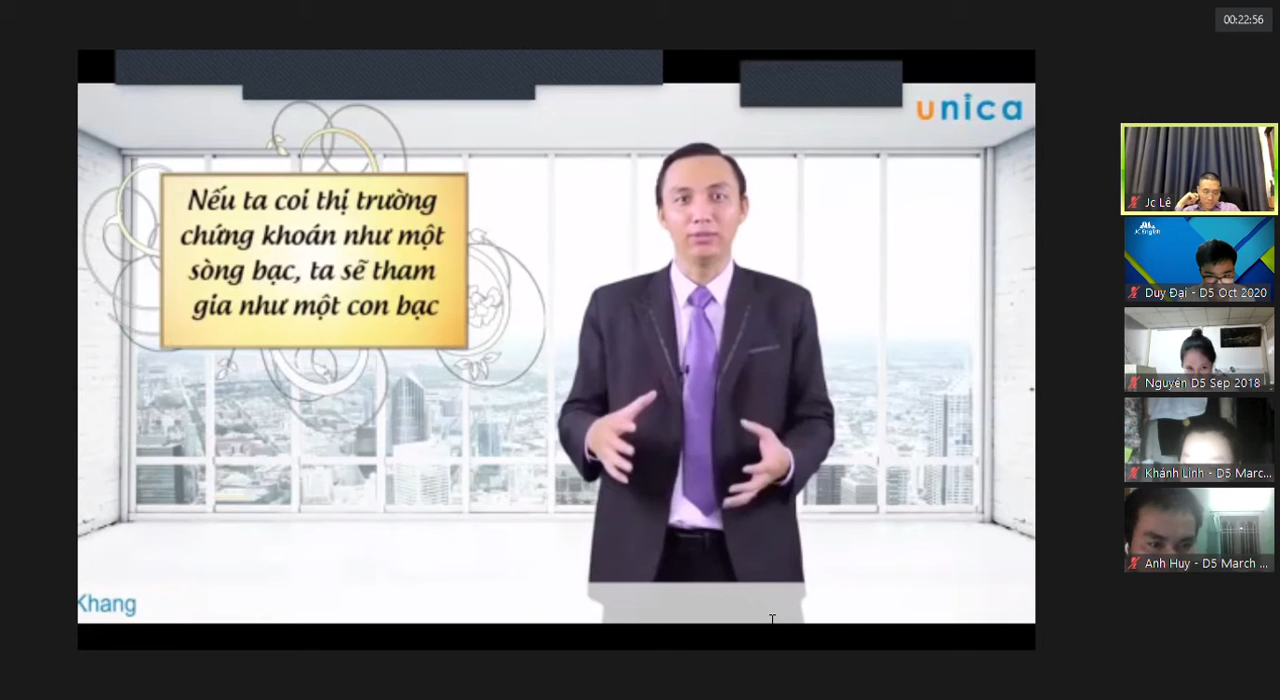 00:22:56
unica
Nếu ta coi thị trường
chứng khoán như một
sòng bạc, ta sẽ tham
gia như một con bạc
Khang
Jc Lê
JC English
Duy Đại - D5 Oct 2020
Nguyên D5 Sep 2018
Khánh Linh - D5 Marc...
Anh Huy - D5 March ...